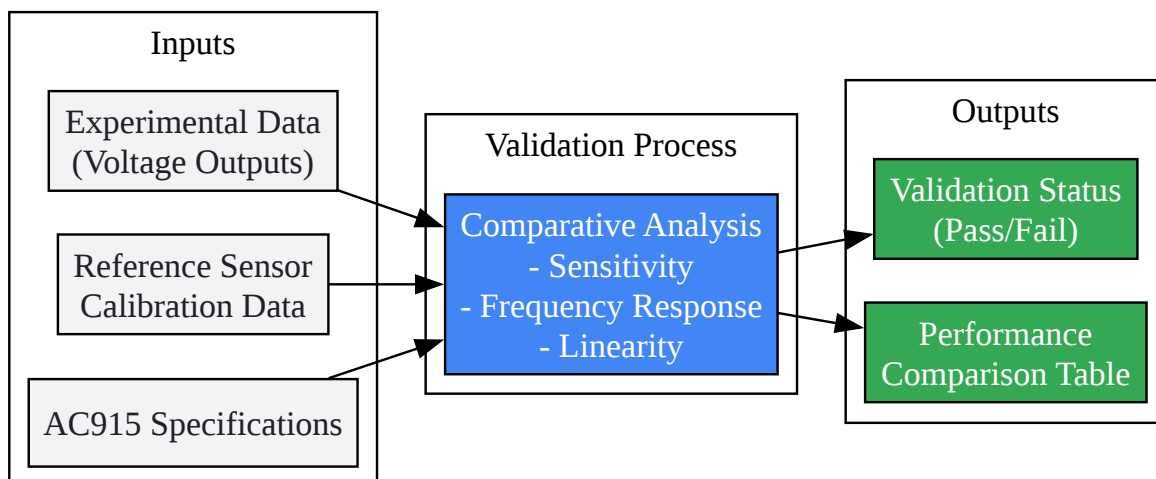 Inputs
Experimental Data
(Voltage Outputs)
Reference Sensor
Calibration Data
AC915 Specifications
Validation Process
Comparative Analysis
- Sensitivity
- Frequency Response
- Linearity
Outputs
Validation Status
(Pass/Fail)
Performance
Comparison Table